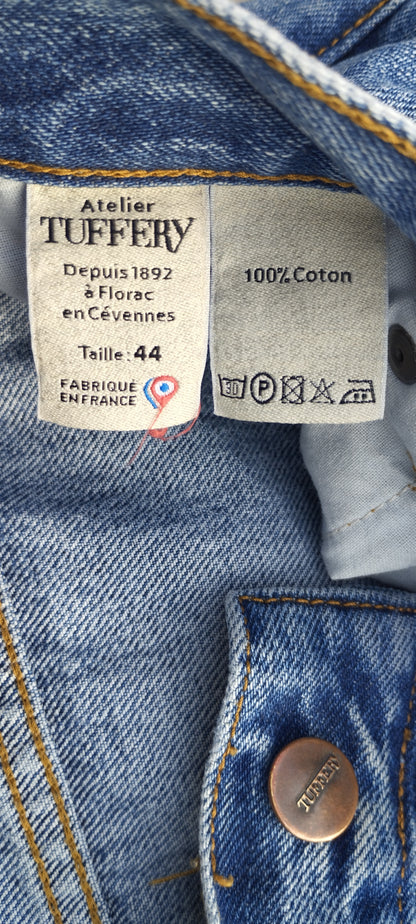 Atelier
TUFFERY
Depuis 1892
à Florac
en Cévennes
Taille : 44
FABRIQUÉ
EN FRANCE
100% Coton
30 P
TUFFERY